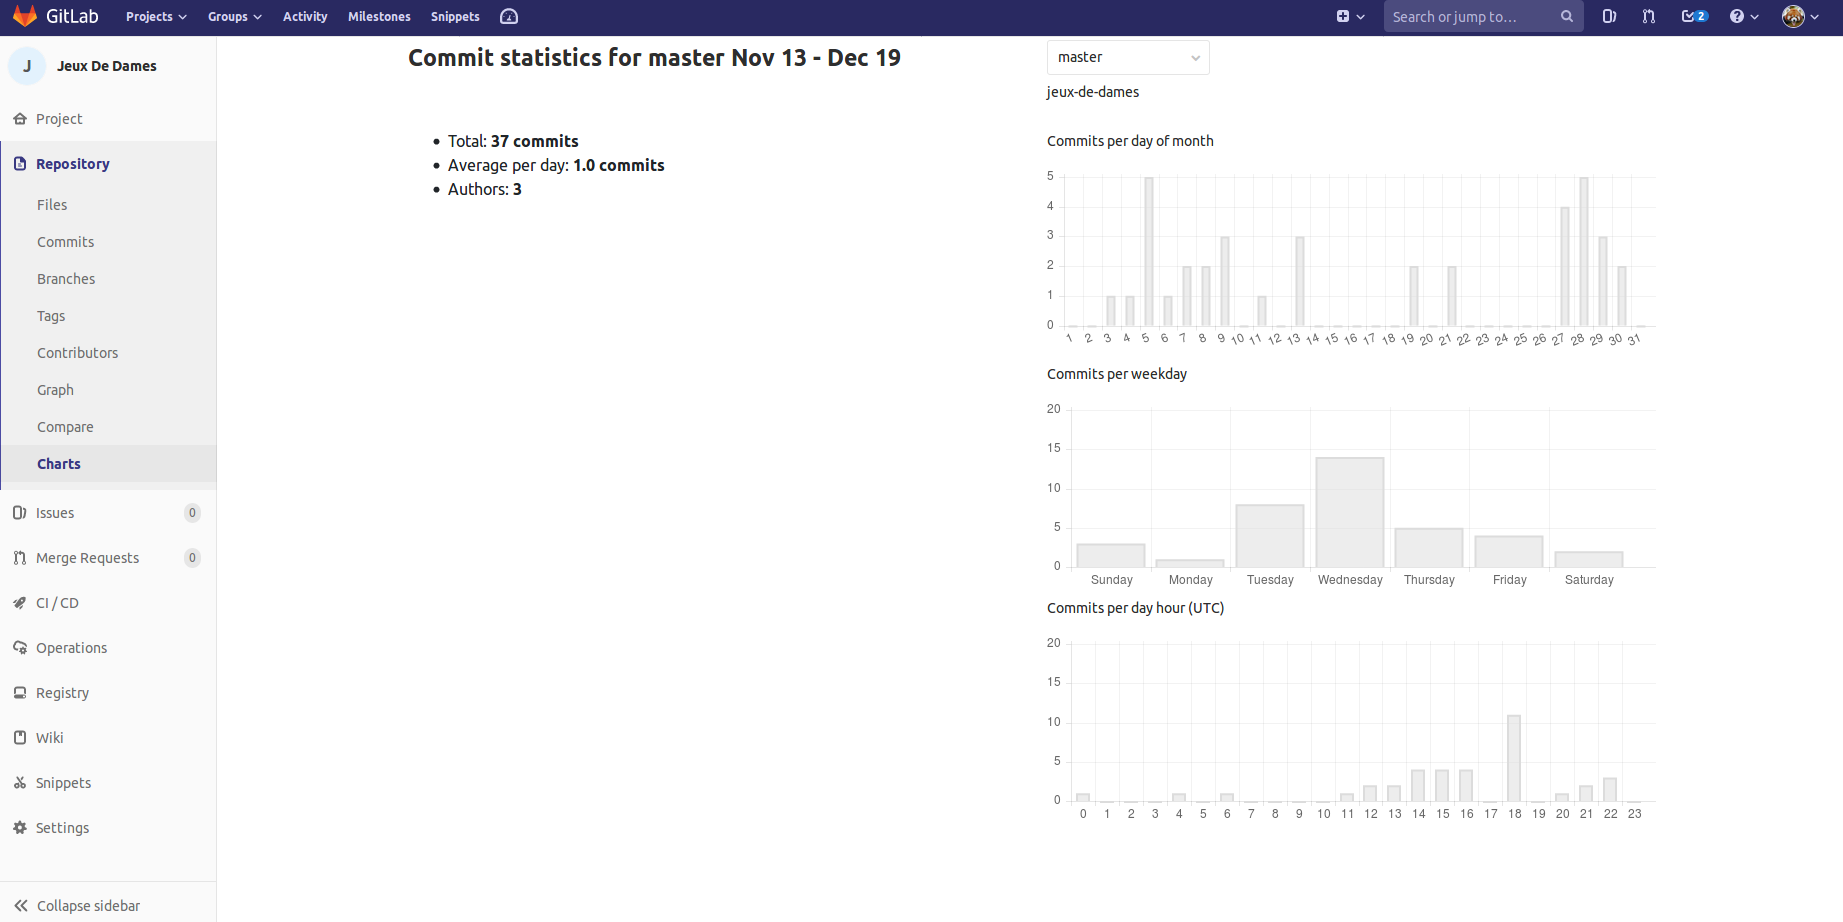 GitLab Projects Groups Activity Milestones Snippets Search or jump to... 2
J Jeux De Dames
Project
Repository
Files
Commits
Branches
Tags
Contributors
Graph
Compare
Charts
Issues 0
Merge Requests 0
CI / CD
Operations
Registry
Wiki
Snippets
Settings
Collapse sidebar
Commit statistics for master Nov 13 - Dec 19
Total: 37 commits
Average per day: 1.0 commits
Authors: 3
master
jeux-de-dames
Commits per day of month
5
4
3
2
1
0
1 2 3 4 5 6 7 8 9 10 11 12 13 14 15 16 17 18 19 20 21 22 23 24 25 26 27 28 29 30 31
Commits per weekday
20
15
10
5
0
Sunday Monday Tuesday Wednesday Thursday Friday Saturday
Commits per day hour (UTC)
20
15
10
5
0
0 1 2 3 4 5 6 7 8 9 10 11 12 13 14 15 16 17 18 19 20 21 22 23